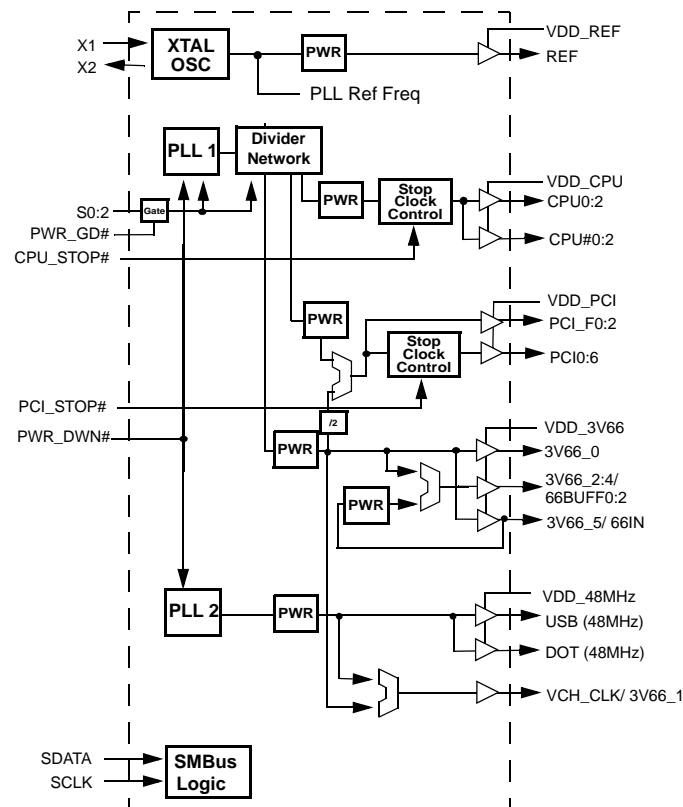 VDD_REF
X1
XTAL
OSC
PWR
REF
X2
PLL Ref Freq
PLL 1
Divider
Network
VDD_CPU
PWR
Stop
Clock
Control
CPU0:2
S0:2
Gate
PWR_GD#
CPU#0:2
CPU_STOP#
VDD_PCI
PWR
PCI_F0:2
Stop
Clock
Control
PCI0:6
PCI_STOP#
/2
VDD_3V66
PWR_DWN#
PWR
3V66_0
3V66_2:4/
66BUFF0:2
PWR
3V66_5/ 66IN
VDD_48MHz
PLL 2
PWR
USB (48MHz)
DOT (48MHz)
VCH_CLK/ 3V66_1
SDATA
SCLK
SMBus
Logic